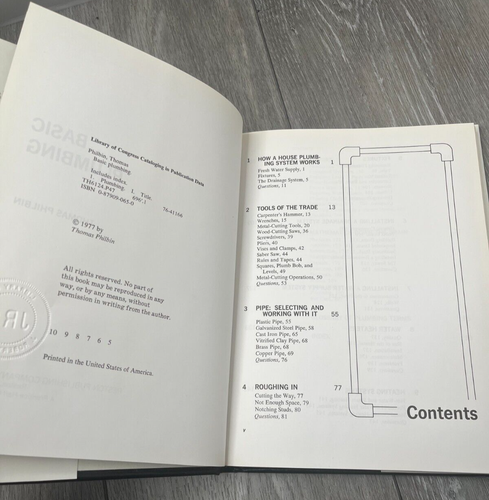 Library of Congress Cataloging in Publication Data
Philbin, Thomas
Basic plumbing.
Includes index.
1. Plumbing. I. Title.
TH6124.P47 696'.1 76-41166
ISBN 0-87909-065-0
© 1977 by
Thomas Philbin
All rights reserved. No part of
this book may be reproduced in any
way, or by any means, without
permission in writing from the author.
10 9 8 7 6 5
Printed in the United States of America.
JR
1 HOW A HOUSE PLUMB-
ING SYSTEM WORKS 1
Fresh Water Supply, 1
Fixtures, 5
The Drainage System, 5
Questions, 11
2 TOOLS OF THE TRADE 13
Carpenter's Hammer, 13
Wrenches, 15
Metal-Cutting Tools, 20
Wood-Cutting Saws, 36
Screwdrivers, 39
Pliers, 40
Vises and Clamps, 42
Saber Saw, 44
Rules and Tapes, 44
Squares, Plumb Bob, and
Levels, 49
Metal-Cutting Operations, 50
Questions, 53
3 PIPE: SELECTING AND
WORKING WITH IT 55
Plastic Pipe, 55
Galvanized Steel Pipe, 58
Cast Iron Pipe, 65
Vitrified Clay Pipe, 68
Brass Pipe, 68
Copper Pipe, 69
Questions, 76
4 ROUGHING IN 77
Cutting the Way, 77
Not Enough Space, 79
Notching Studs, 80
Questions, 81
Contents
v